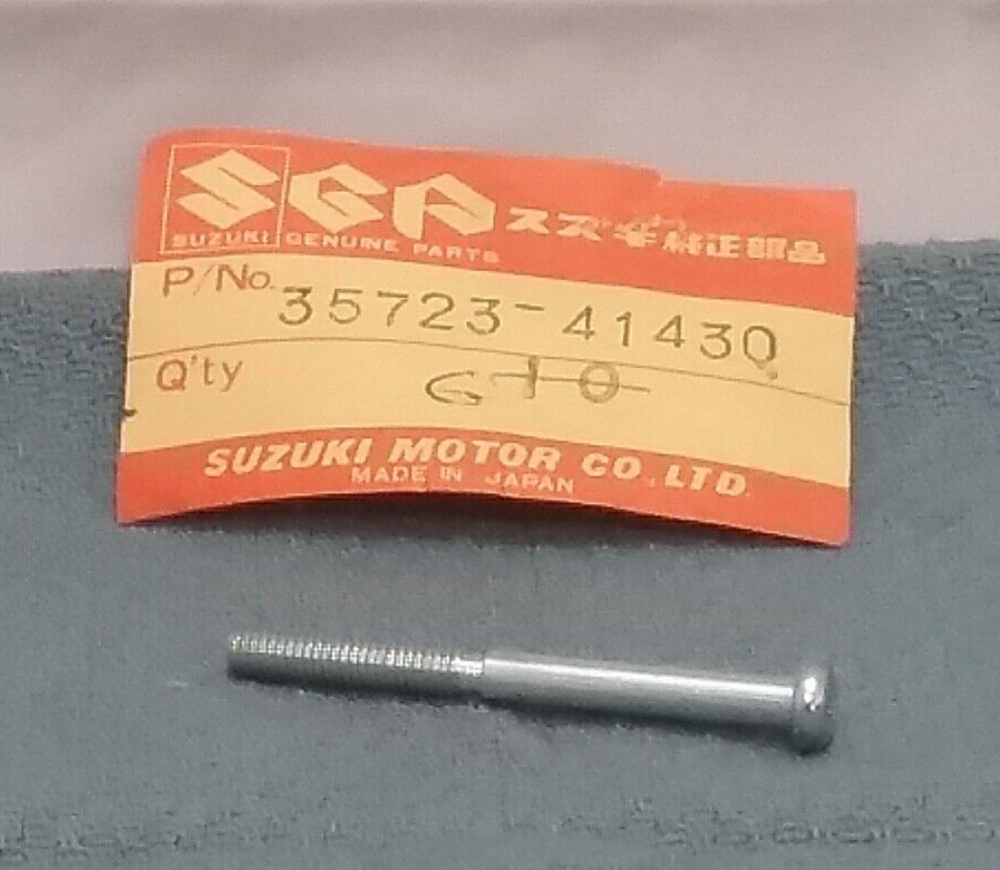 SGP スズキ純正部品
SUZUKI GENUINE PARTS
P/No. 35723-41430
Q'ty
SUZUKI MOTOR CO., LTD.
MADE IN JAPAN